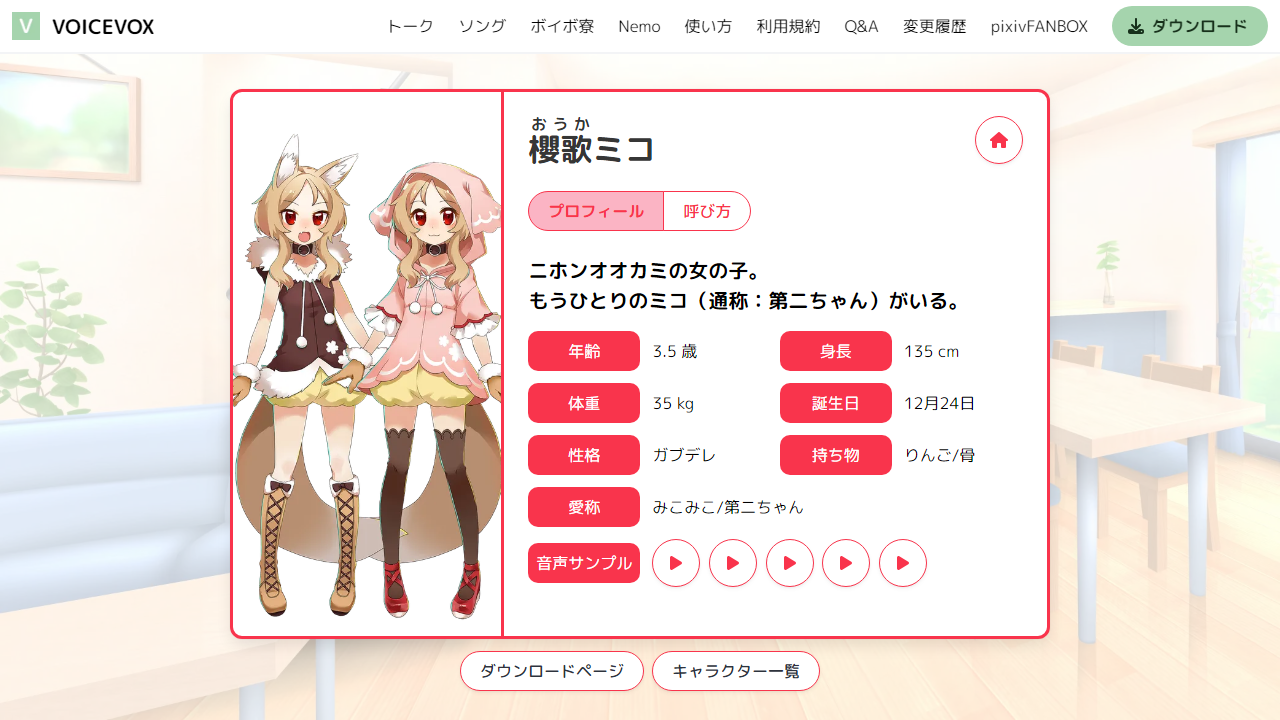 V VOICEVOX トーク ソング ボイボ寮 Nemo 使い方 利用規約 Q&A 変更履歴 pixivFANBOX ダウンロード
おうか
櫻歌ミコ
プロフィール 呼び方
ニホンオオカミの女の子。
もうひとりのミコ（通称：第二ちゃん）がいる。
年齢 3.5 歳 身長 135 cm
体重 35 kg 誕生日 12月24日
性格 ガブデレ 持ち物 りんご/骨
愛称 みこみこ/第二ちゃん
音声サンプル
ダウンロードページ キャラクター一覧